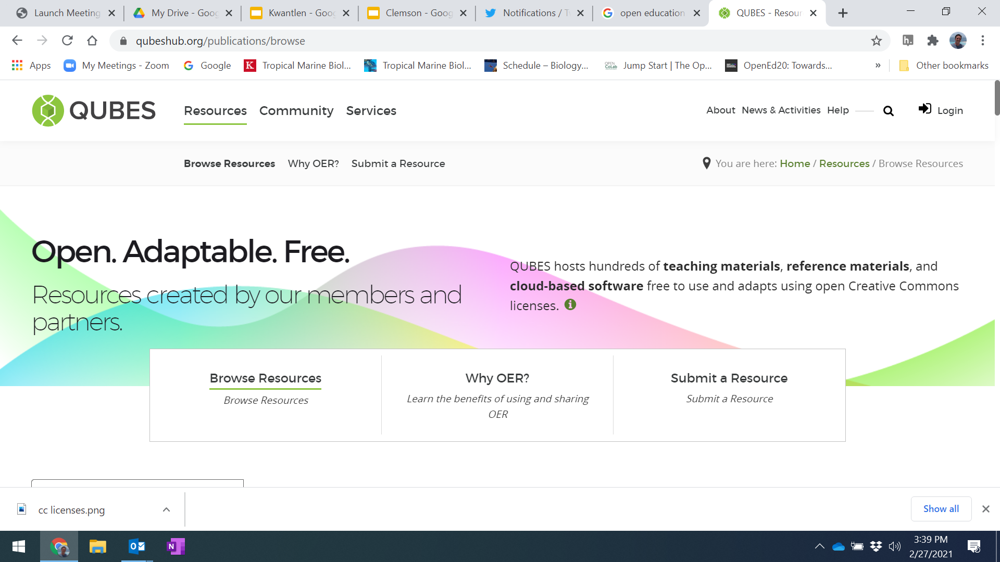 Launch Meeting
My Drive - Goog
Kwantlen - Goo
Clemson - Goog
Notifications / T
open education
QUBES - Resour
qubeshub.org/publications/browse
h.
Apps
My Meetings - Zoom
Google
K
Tropical Marine Biol...
Tropical Marine Biol...
Schedule – Biology...
OPEN
CoLab
Jump Start | The Op...
OpenEd20: Towards...
»
Other bookmarks
QUBES
Resources
Community
Services
About
News & Activities
Help
Login
Browse Resources
Why OER?
Submit a Resource
You are here: Home / Resources / Browse Resources
Open. Adaptable. Free.
Resources created by our members and
partners.
QUBES hosts hundreds of teaching materials, reference materials, and
cloud-based software free to use and adapts using open Creative Commons
licenses.
Browse Resources
Browse Resources
Why OER?
Learn the benefits of using and sharing
OER
Submit a Resource
Submit a Resource
cc licenses.png
Show all
3:39 PM
2/27/2021